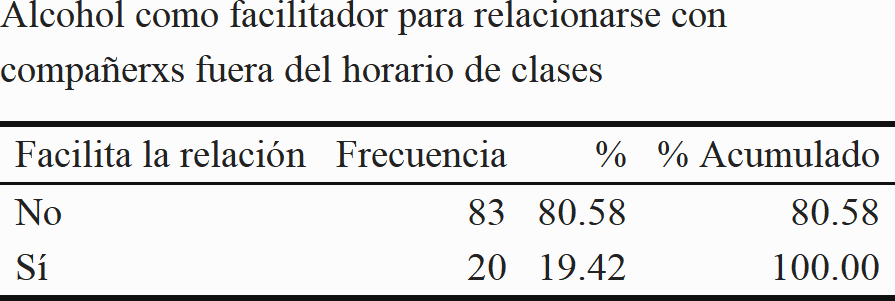 Alcohol como facilitador para relacionarse con
compañerxs fuera del horario de clases
Facilita la relación Frecuencia % % Acumulado
No 83 80.58 80.58
Sí 20 19.42 100.00